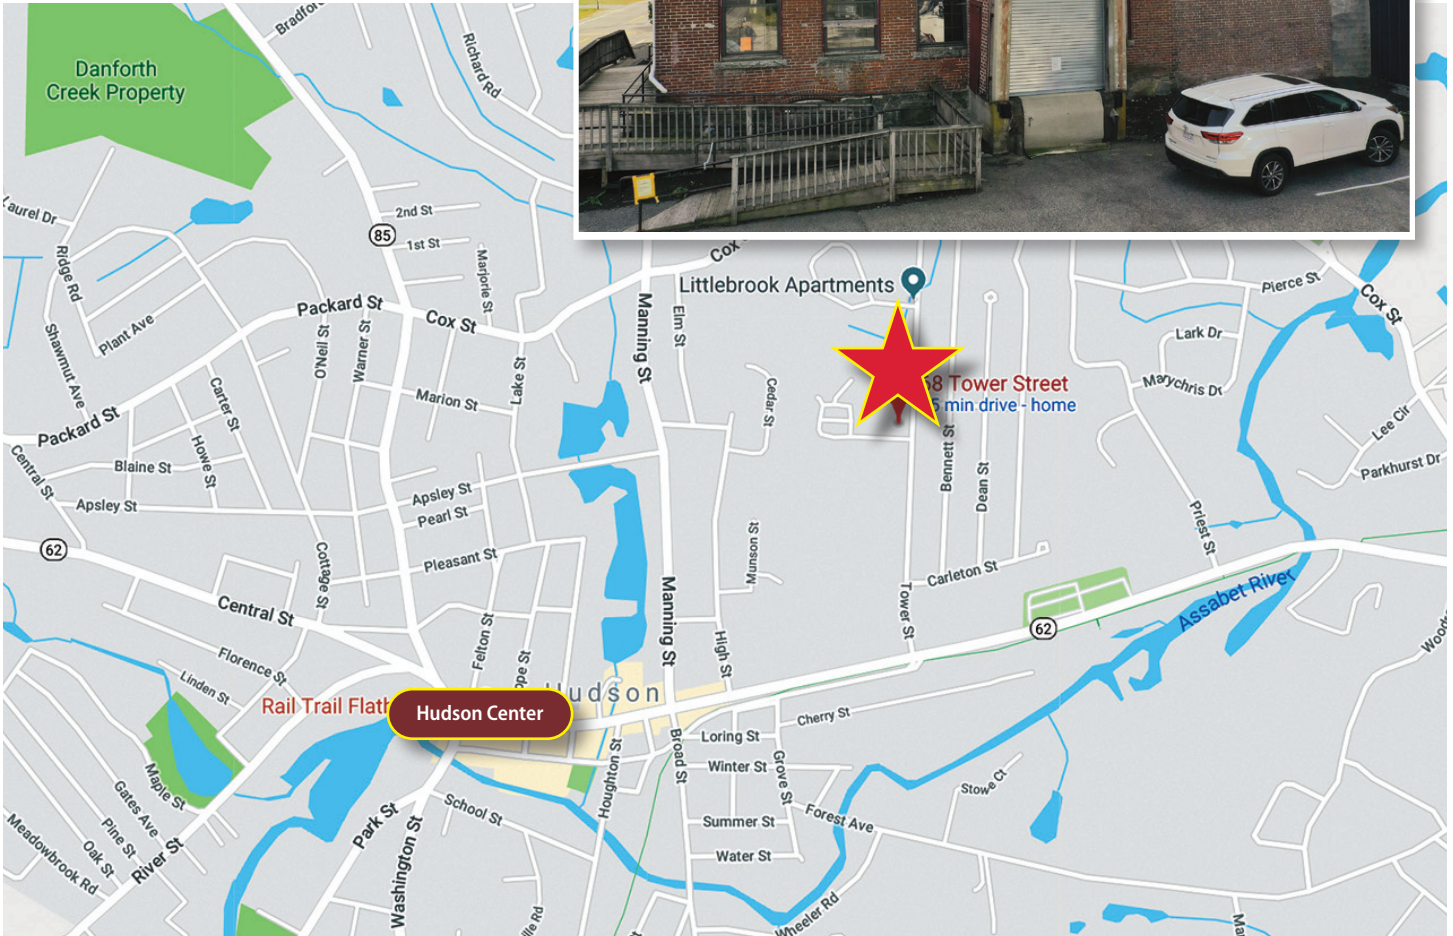 Bradfo
Richard Rd
Danforth
Creek Property
Laurel Dr
Ridge Rd
2nd St
85
1st St
Marjorie St
Cox
Littlebrook Apartments
Pierce St
Cox St
Packard St
Cox St
Manning St
Elm St
Plant Ave
Shawmut Ave
O'Neil St
Warner St
Lark Dr
Marychris Dr
Lake St
Marion St
Carter St
Cedar St
8 Tower Street
min drive - home
Lee Cir
Packard St
Central St
Howe St
Blaine St
Bennett St
Dean St
Parkhurst Dr
Apsley St
Apsley St
Pearl St
Priest St
62
Cottage St
Pleasant St
Munson St
Carleton St
Manning St
Tower St
Assabet River
Central St
Felton St
High St
62
Florence St
Linden St
ope St
Hudson
Rail Trail Flatb
Hudson Center
Cherry St
Loring St
Broad St
Houghton St
Winter St
Grove St
Maple St
Gates Ave
Pine St
Oak St
Meadowbrook Rd
River St
Park St
School St
Washington St
Summer St
Forest Ave
Stowe Ct
Water St
Wheeler Rd